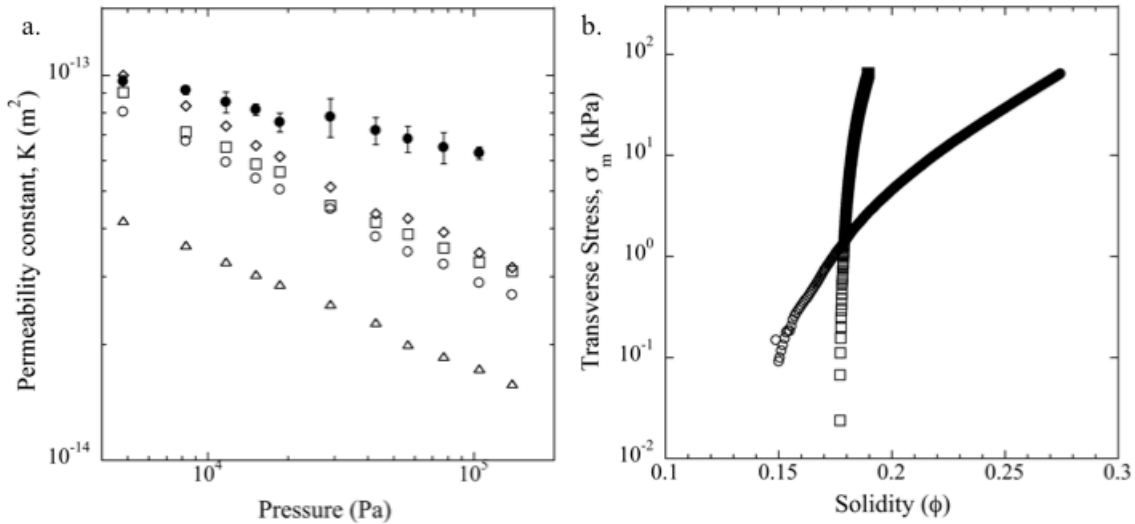 a.
10⁻¹³
10⁻¹⁴
Permeability constant, K (m²)
10⁴
10⁵
Pressure (Pa)
b.
10²
10¹
10⁰
10⁻¹
10⁻²
Transverse Stress, σₘ (kPa)
0.1
0.15
0.2
0.25
0.3
Solidity (ϕ)